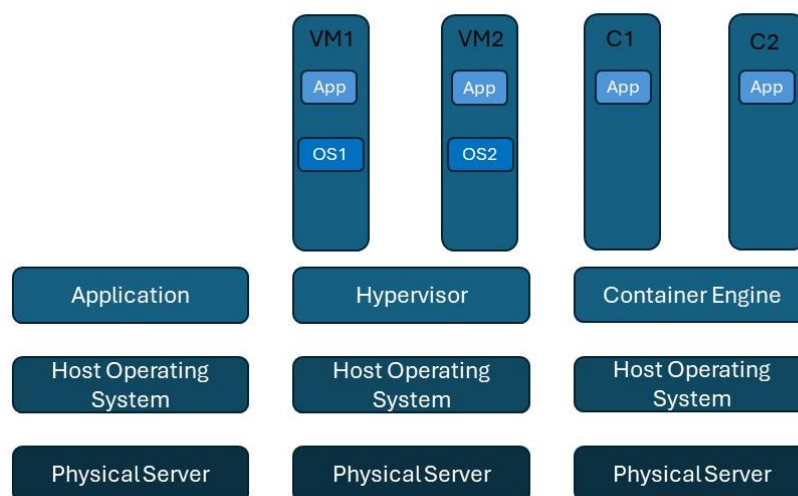 VM1
VM2
C1
C2
App
App
App
App
OS1
OS2
Application
Hypervisor
Container Engine
Host Operating
System
Host Operating
System
Host Operating
System
Physical Server
Physical Server
Physical Server